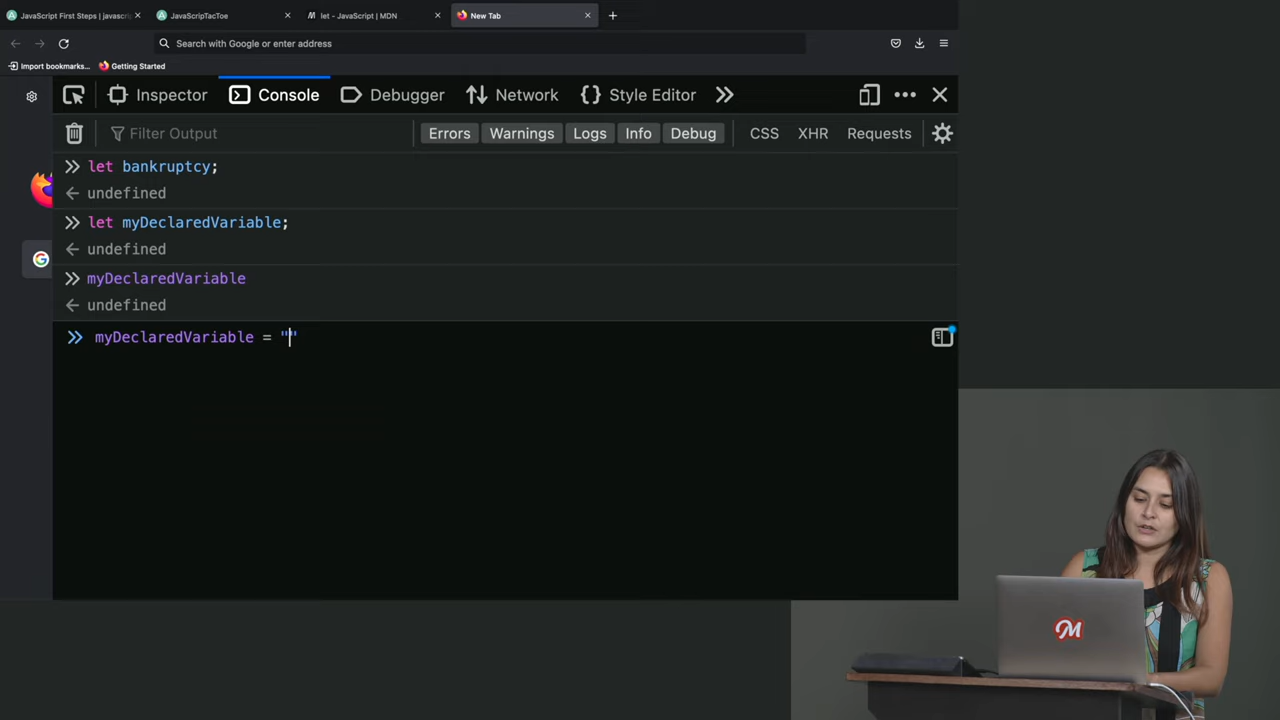 JavaScript First Steps | javascri
JavaScripTacToe
let - JavaScript | MDN
New Tab
Search with Google or enter address
Import bookmarks...
Getting Started
Inspector
Console
Debugger
Network
Style Editor
Filter Output
Errors
Warnings
Logs
Info
Debug
CSS
XHR
Requests
let bankruptcy;
undefined
let myDeclaredVariable;
undefined
myDeclaredVariable
undefined
myDeclaredVariable = ""
M